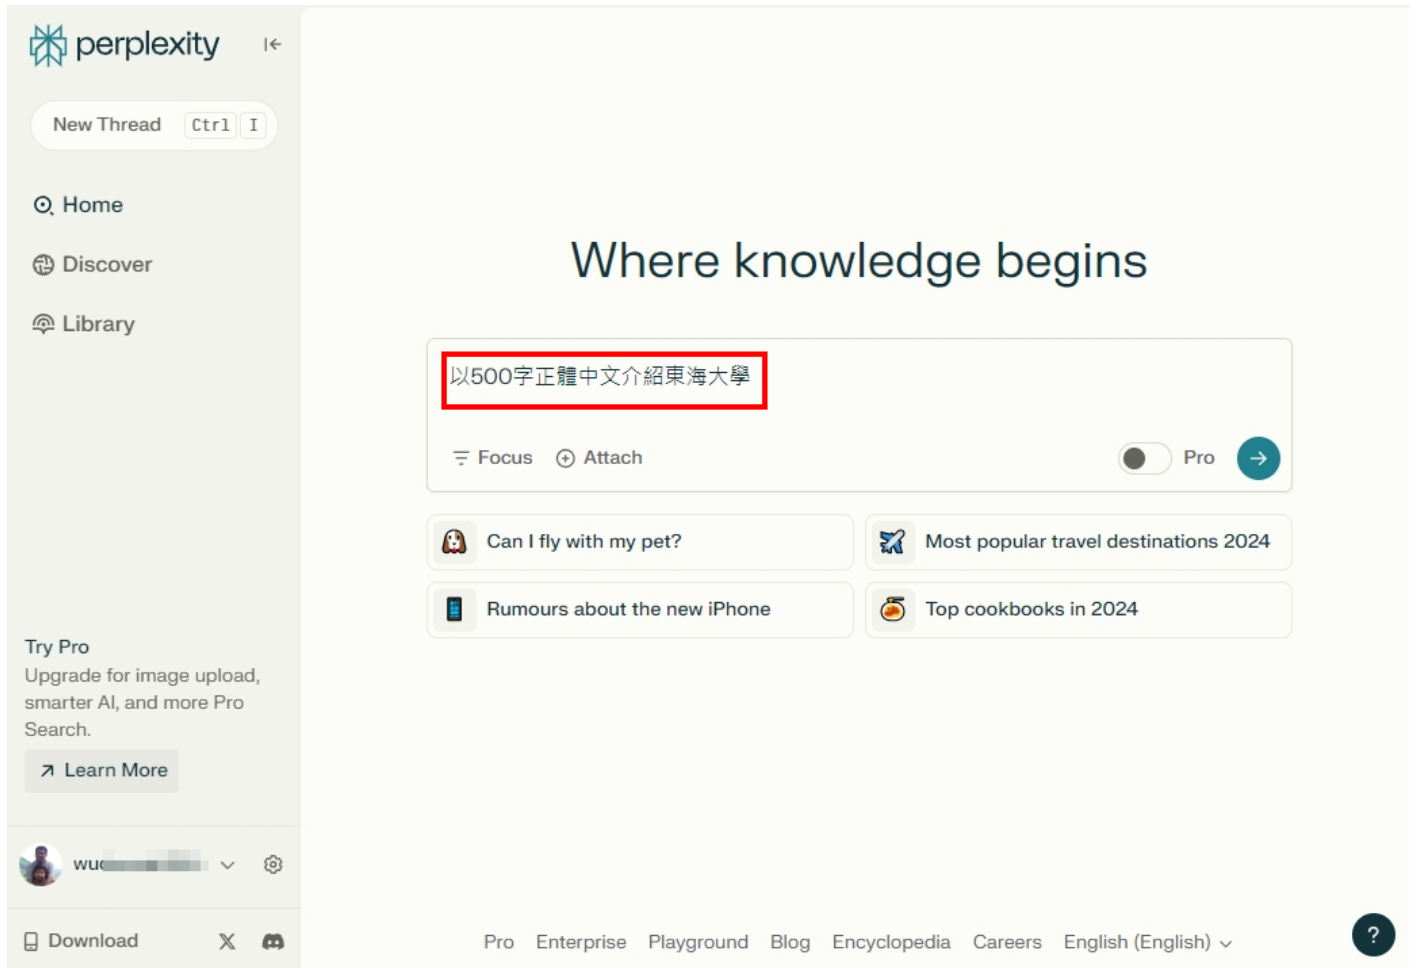 perplexity
New Thread Ctrl I
Home
Discover
Library
Where knowledge begins
以500字正體中文介紹東海大學
Focus Attach Pro
Can I fly with my pet?
Most popular travel destinations 2024
Rumours about the new iPhone
Top cookbooks in 2024
Try Pro
Upgrade for image upload,
smarter AI, and more Pro
Search.
Learn More
Download
Pro Enterprise Playground Blog Encyclopedia Careers English (English)
?